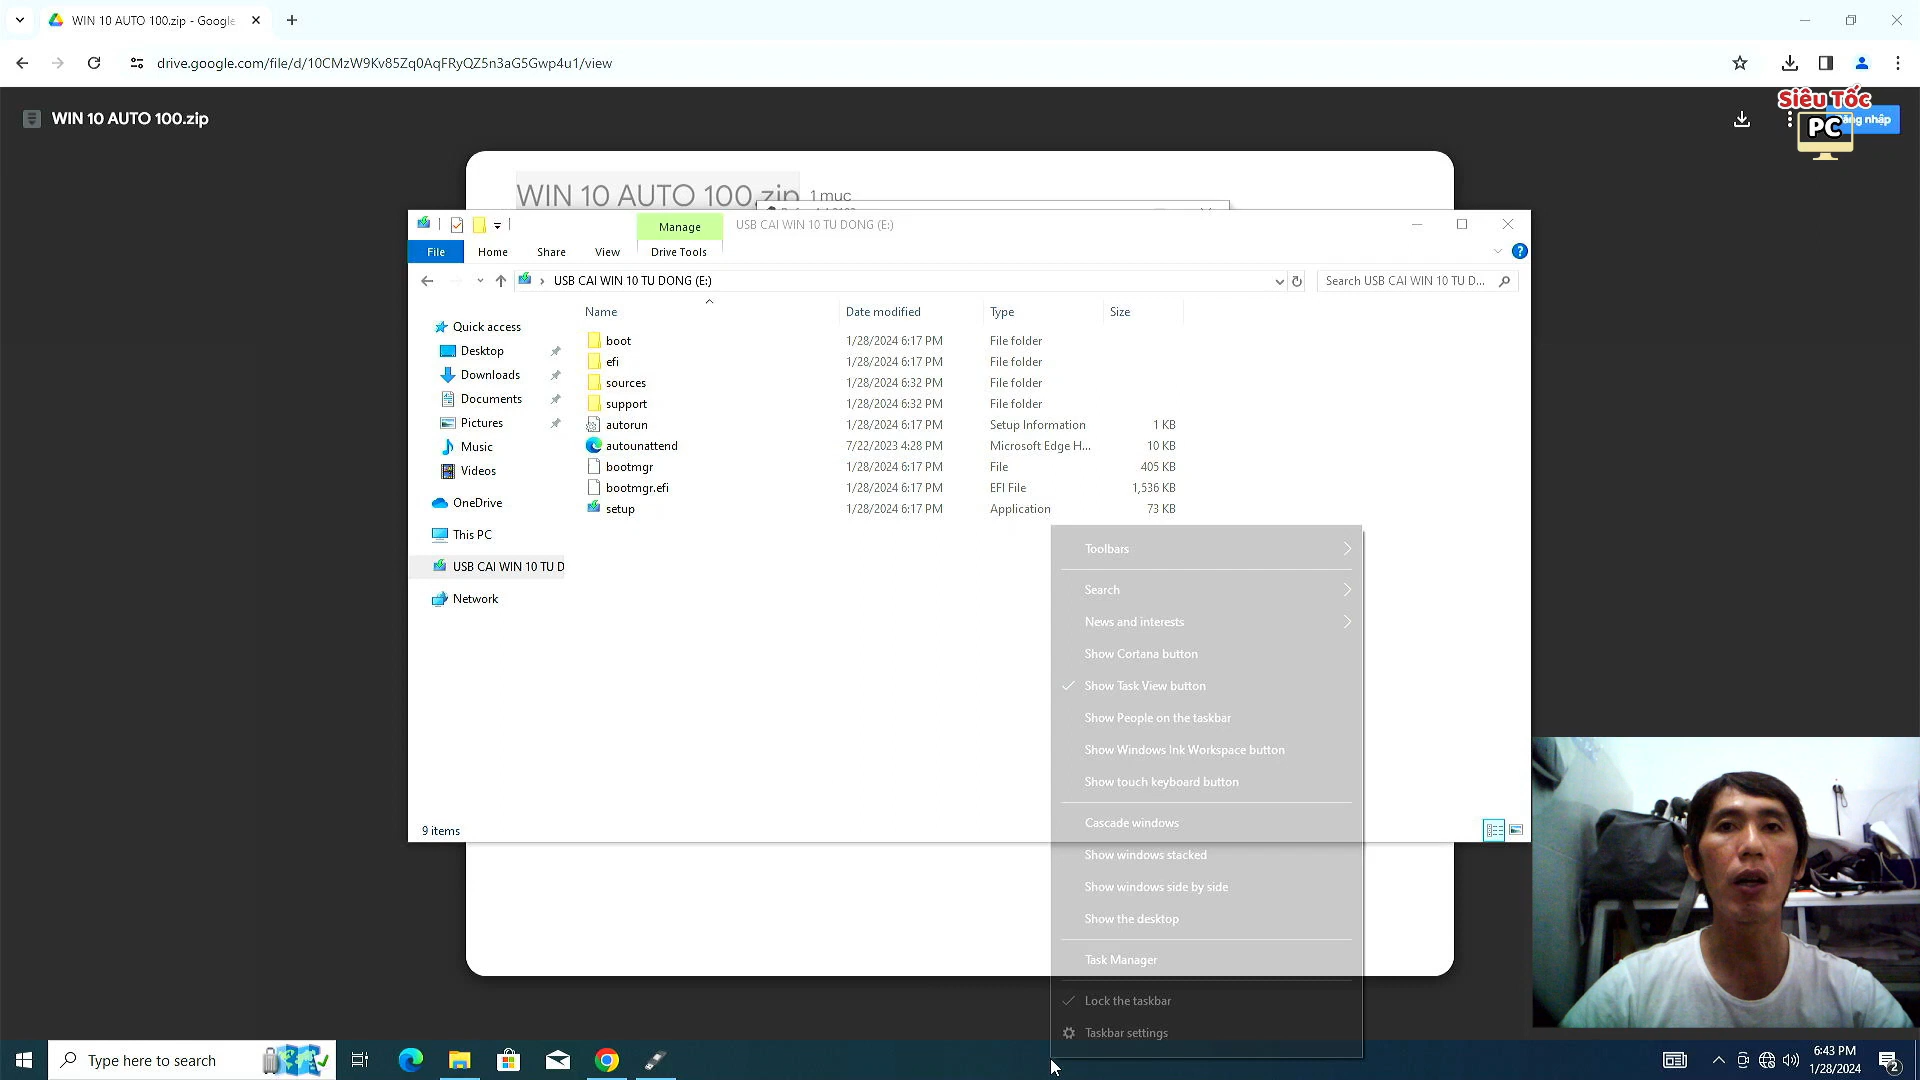 WIN 10 AUTO 100.zip - Google
drive.google.com/file/d/10CMzW9Kv85Zq0AqFRyQZ5n3aG5Gwp4u1/view
WIN 10 AUTO 100.zip
Siêu Tốc
PC
nhập
WIN 10 AUTO 100.zip 1 mục
Manage USB CAI WIN 10 TU DONG (E:)
File Home Share View Drive Tools
USB CAI WIN 10 TU DONG (E:) Search USB CAI WIN 10 TU D...
Name Date modified Type Size
Quick access
Desktop
Downloads
Documents
Pictures
Music
Videos
OneDrive
This PC
USB CAI WIN 10 TU D
Network
boot 1/28/2024 6:17 PM File folder
efi 1/28/2024 6:17 PM File folder
sources 1/28/2024 6:32 PM File folder
support 1/28/2024 6:32 PM File folder
autorun 1/28/2024 6:17 PM Setup Information 1 KB
autounattend 7/22/2023 4:28 PM Microsoft Edge H... 10 KB
bootmgr 1/28/2024 6:17 PM File 405 KB
bootmgr.efi 1/28/2024 6:17 PM EFI File 1,536 KB
setup 1/28/2024 6:17 PM Application 73 KB
Toolbars
Search
News and interests
Show Cortana button
Show Task View button
Show People on the taskbar
Show Windows Ink Workspace button
Show touch keyboard button
Cascade windows
Show windows stacked
Show windows side by side
Show the desktop
Task Manager
Lock the taskbar
Taskbar settings
9 items
Type here to search
6:43 PM
1/28/2024
2